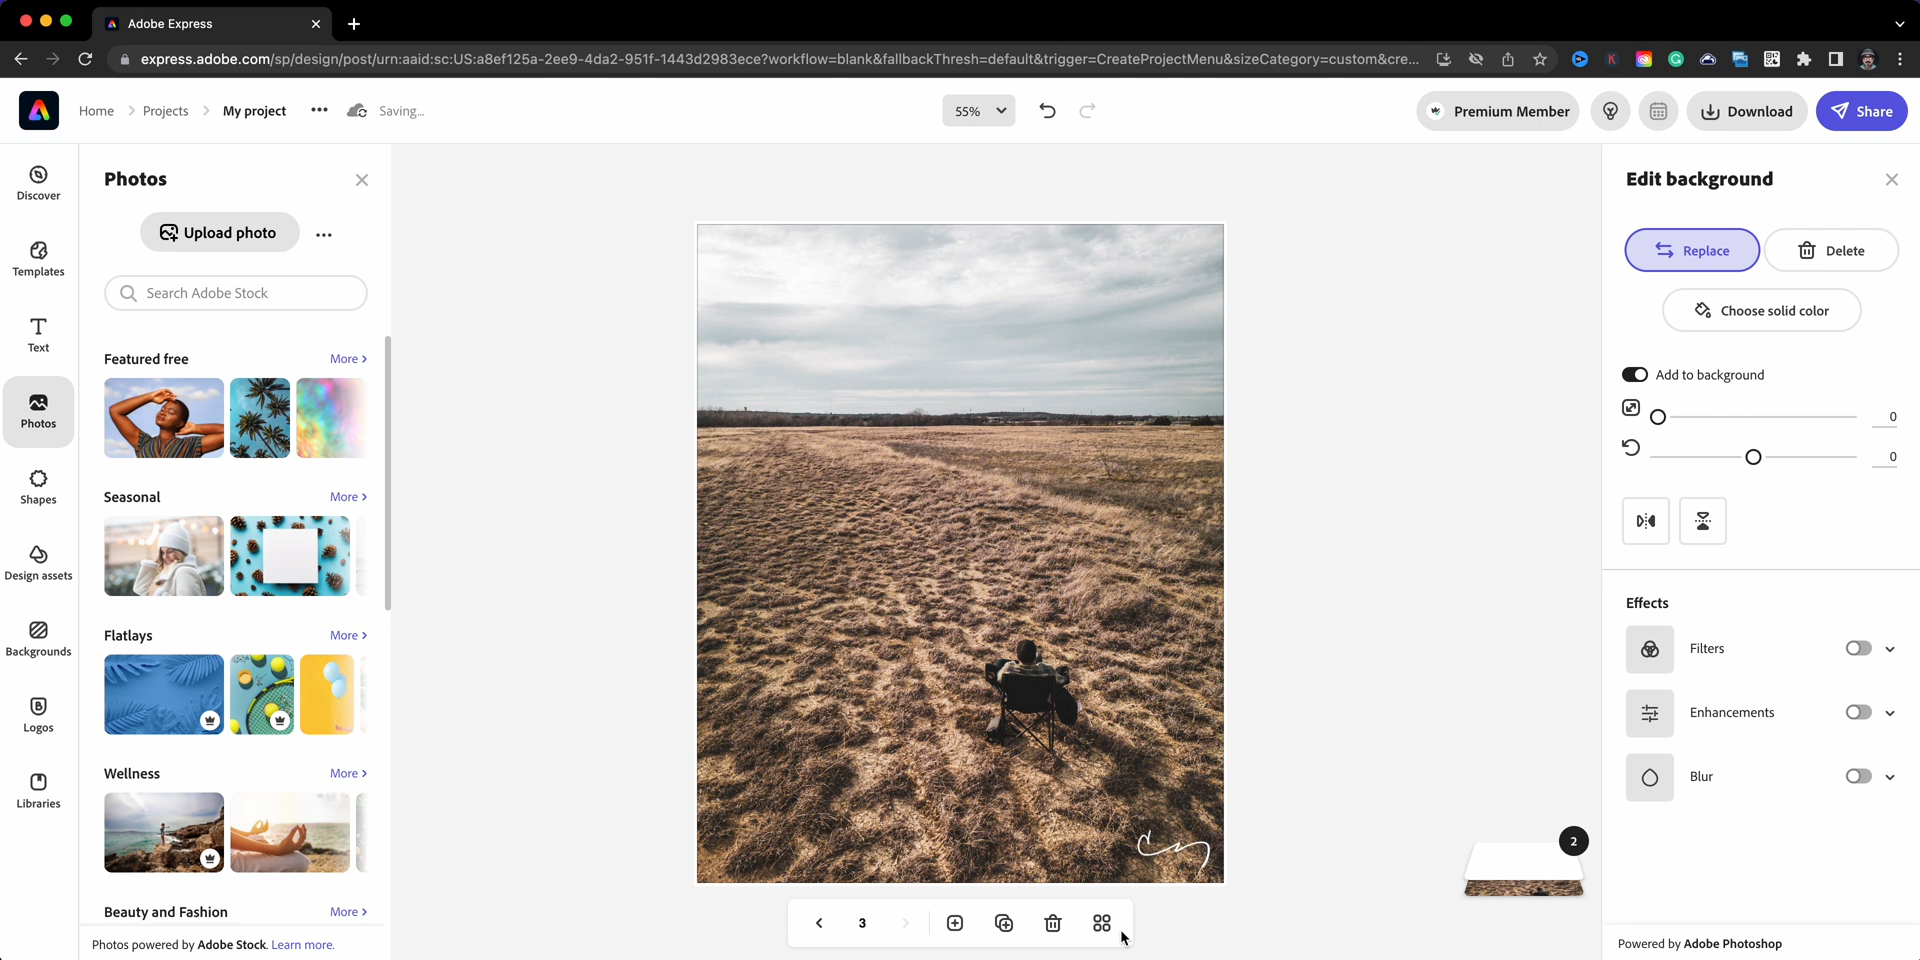 Adobe Express
express.adobe.com/sp/design/post/urn:aaid:sc:US:a8ef125a-2ee9-4da2-951f-1443d2983ece?workflow=blank&fallbackThresh=default&trigger=CreateProjectMenu&sizeCategory=custom&cre...
Home Projects My project ••• Saving... 55% Premium Member Download Share
Photos
Upload photo ...
Search Adobe Stock
Featured free More
Seasonal More
Flatlays More
Wellness More
Beauty and Fashion More
Photos powered by Adobe Stock. Learn more.
Discover
Templates
Text
Photos
Shapes
Design assets
Backgrounds
Logos
Libraries
3
2
Edit background
Replace Delete
Choose solid color
Add to background
0
0
Effects
Filters
Enhancements
Blur
Powered by Adobe Photoshop